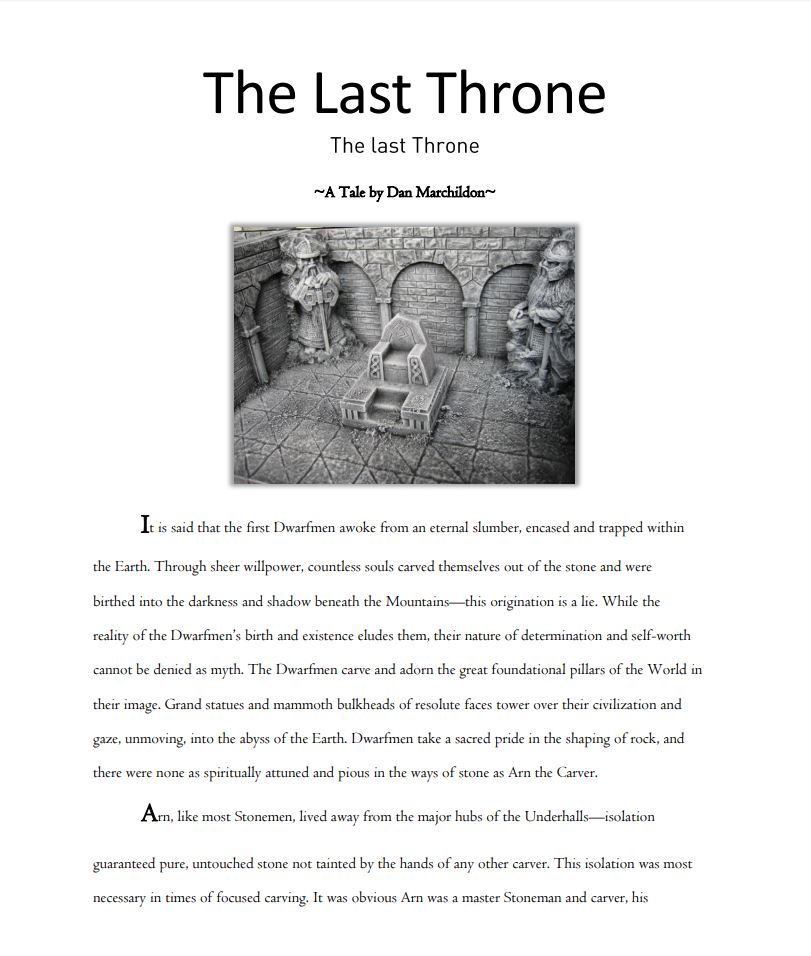 The Last Throne
The last Throne
~A Tale by Dan Marchildon~
It is said that the first Dwarfmen awoke from an eternal slumber, encased and trapped within
the Earth. Through sheer willpower, countless souls carved themselves out of the stone and were
birthed into the darkness and shadow beneath the Mountains—this origination is a lie. While the
reality of the Dwarfmen’s birth and existence eludes them, their nature of determination and self-worth
cannot be denied as myth. The Dwarfmen carve and adorn the great foundational pillars of the World in
their image. Grand statues and mammoth bulkheads of resolute faces tower over their civilization and
gaze, unmoving, into the abyss of the Earth. Dwarfmen take a sacred pride in the shaping of rock, and
there were none as spiritually attuned and pious in the ways of stone as Arn the Carver.
Arn, like most Stonemen, lived away from the major hubs of the Underhalls—isolation
guaranteed pure, untouched stone not tainted by the hands of any other carver. This isolation was most
necessary in times of focused carving. It was obvious Arn was a master Stoneman and carver, his